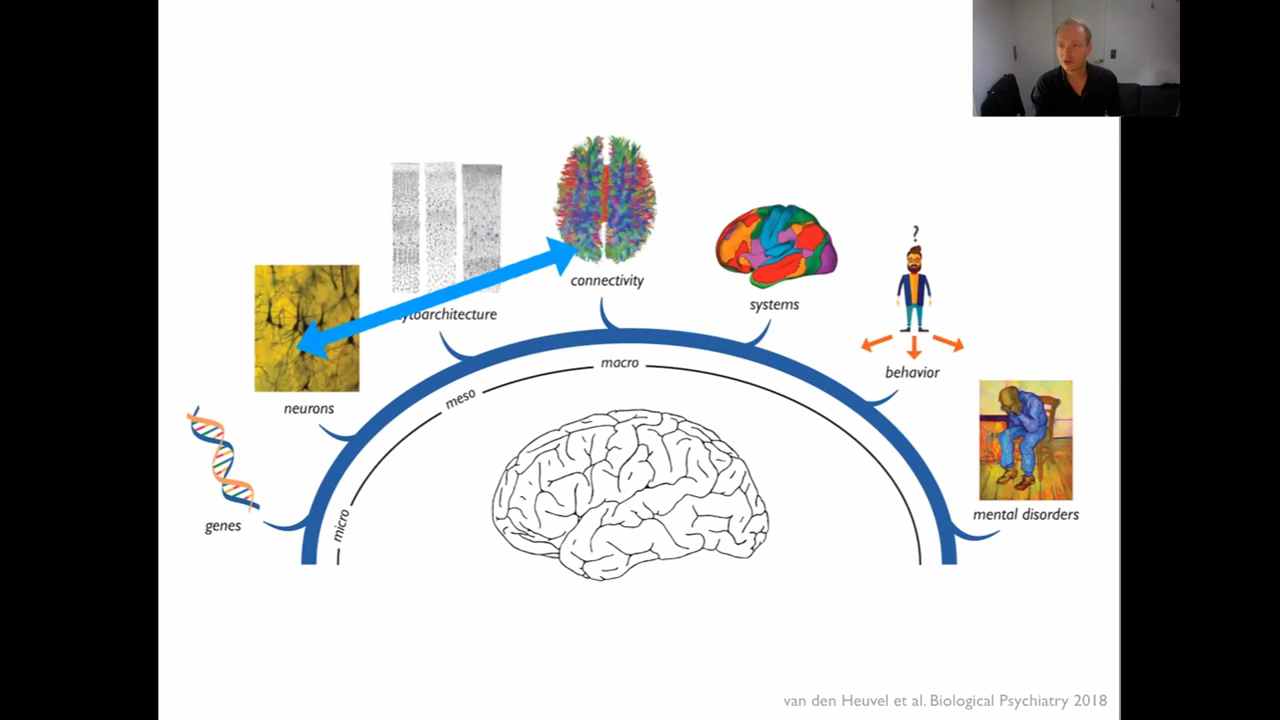 ?
connectivity
systems
ytoarchitecture
macro
behavior
meso
neurons
micro
genes
mental disorders
van den Heuvel et al. Biological Psychiatry 2018